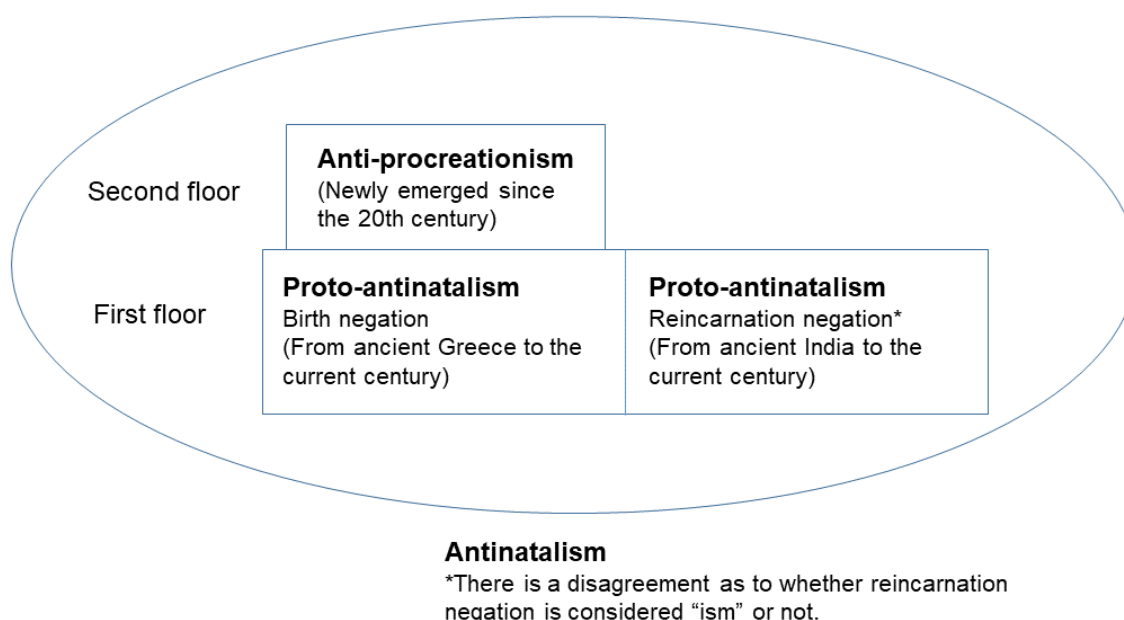 Anti-procreationism
(Newly emerged since
the 20th century)
Second floor
Proto-antinatalism
Birth negation
(From ancient Greece to the
current century)
Proto-antinatalism
Reincarnation negation*
(From ancient India to the
current century)
First floor
Antinatalism
*There is a disagreement as to whether reincarnation
negation is considered “ism” or not.